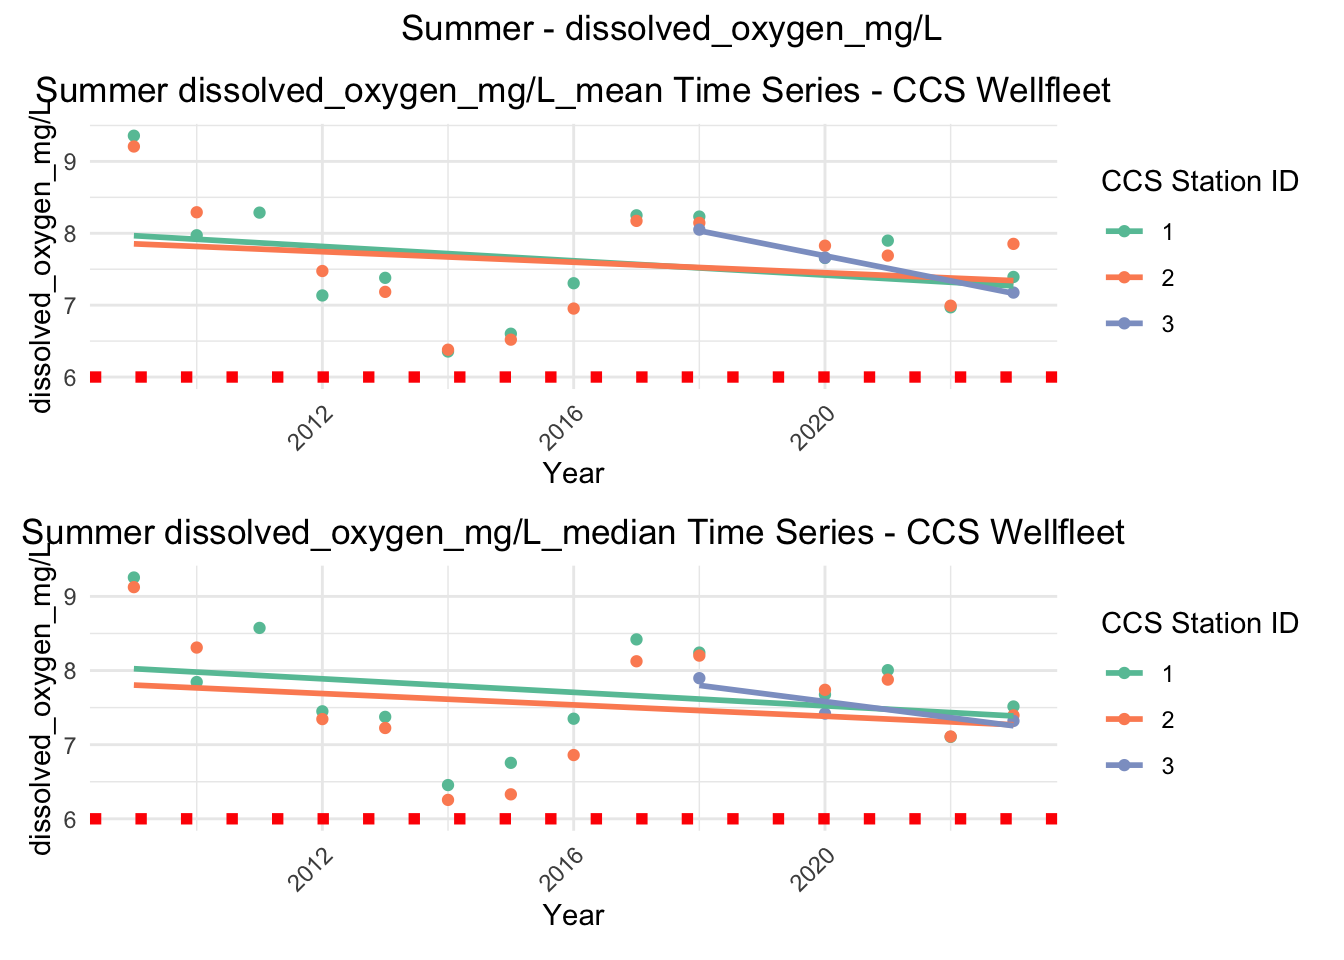 Summer - dissolved_oxygen_mg/L
Summer dissolved_oxygen_mg/L_mean Time Series - CCS Wellfleet
dissolved_oxygen_mg/L
9
8
7
6
2012
2016
2020
Year
CCS Station ID
1
2
3
Summer dissolved_oxygen_mg/L_median Time Series - CCS Wellfleet
dissolved_oxygen_mg/L
9
8
7
6
2012
2016
2020
Year
CCS Station ID
1
2
3